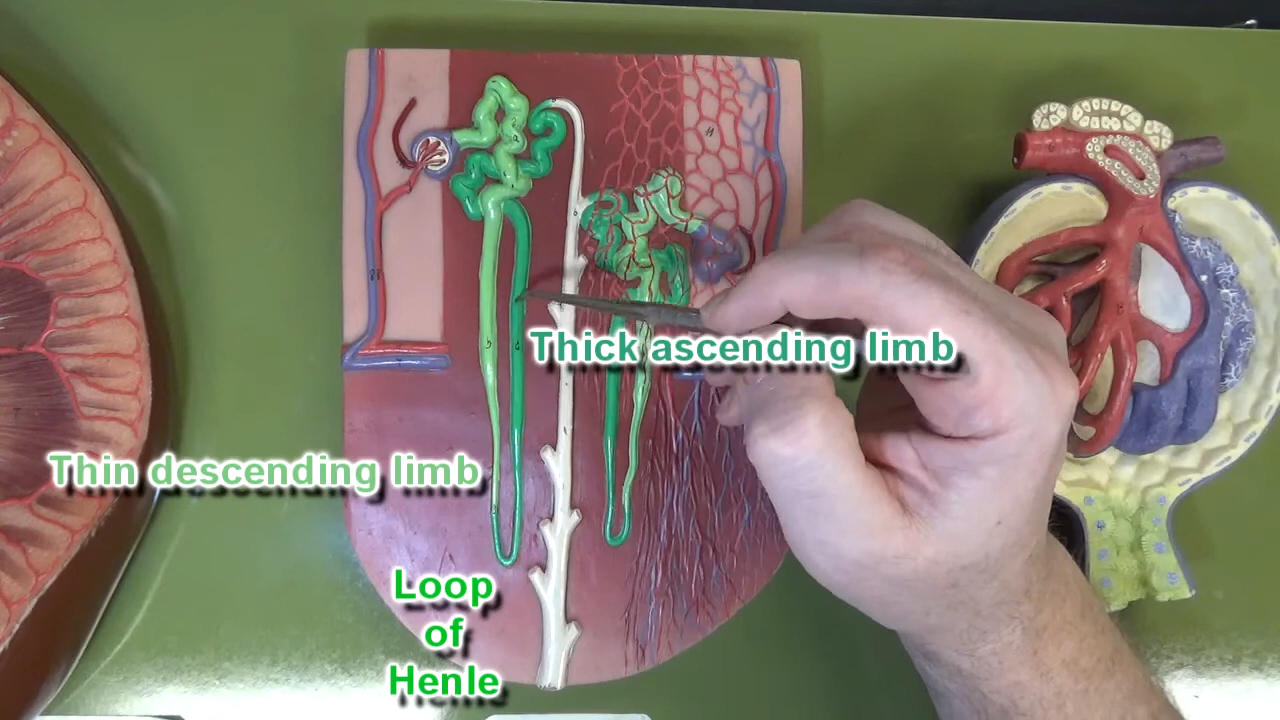 Thick ascending limb
Thin descending limb
Loop
of
Henle